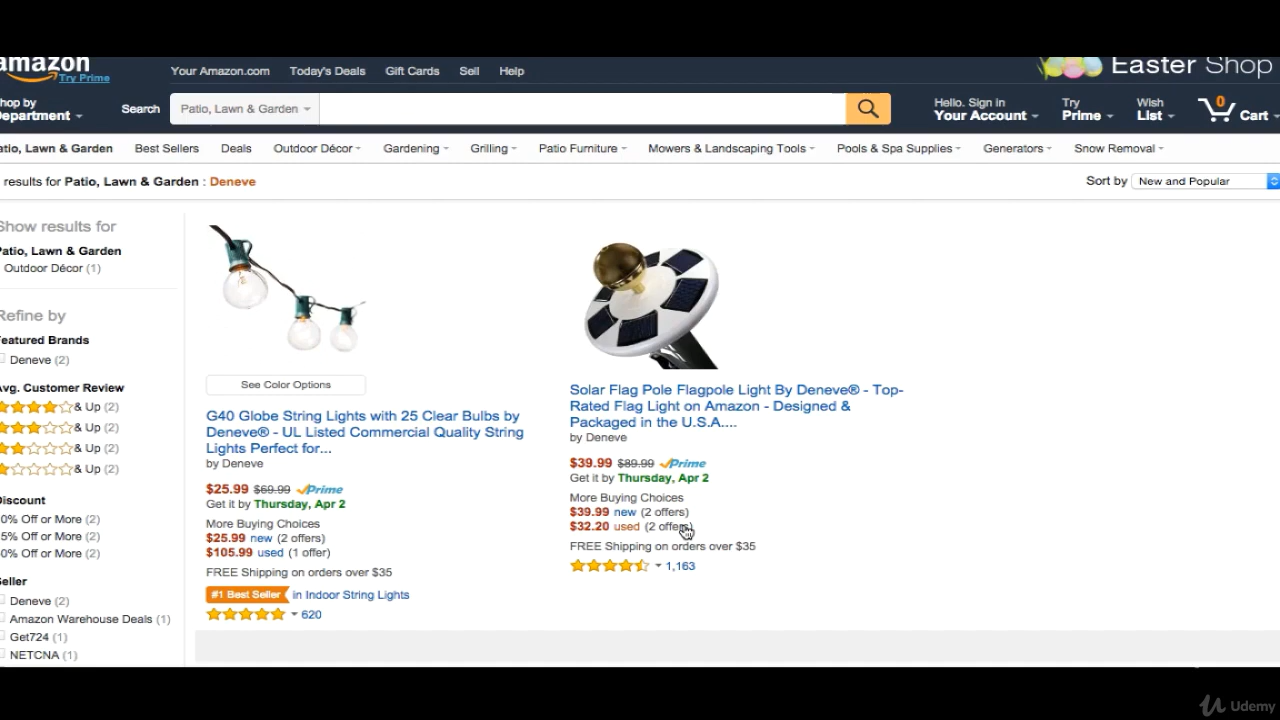 amazon
Try Prime
Your Amazon.com Today's Deals Gift Cards Sell Help
Easter Shop
hop by
epartment
Search
Patio, Lawn & Garden
Hello. Sign in
Your Account
Try
Prime
Wish
List
0
Cart
atio, Lawn & Garden Best Sellers Deals Outdoor Décor Gardening Grilling Patio Furniture Mowers & Landscaping Tools Pools & Spa Supplies Generators Snow Removal
results for Patio, Lawn & Garden : Deneve
Sort by New and Popular
Show results for
Patio, Lawn & Garden
Outdoor Décor (1)
Refine by
Featured Brands
Deneve (2)
Avg. Customer Review
& Up (2)
& Up (2)
& Up (2)
& Up (2)
Discount
0% Off or More (2)
5% Off or More (2)
0% Off or More (2)
Seller
Deneve (2)
Amazon Warehouse Deals (1)
Get724 (1)
NETCNA (1)
See Color Options
G40 Globe String Lights with 25 Clear Bulbs by
Deneve® - UL Listed Commercial Quality String
Lights Perfect for...
by Deneve
$25.99 $69.99 Prime
Get it by Thursday, Apr 2
More Buying Choices
$25.99 new (2 offers)
$105.99 used (1 offer)
FREE Shipping on orders over $35
#1 Best Seller in Indoor String Lights
620
Solar Flag Pole Flagpole Light By Deneve® - Top-
Rated Flag Light on Amazon - Designed &
Packaged in the U.S.A....
by Deneve
$39.99 $89.99 Prime
Get it by Thursday, Apr 2
More Buying Choices
$39.99 new (2 offers)
$32.20 used (2 offers)
FREE Shipping on orders over $35
1,163
Udemy